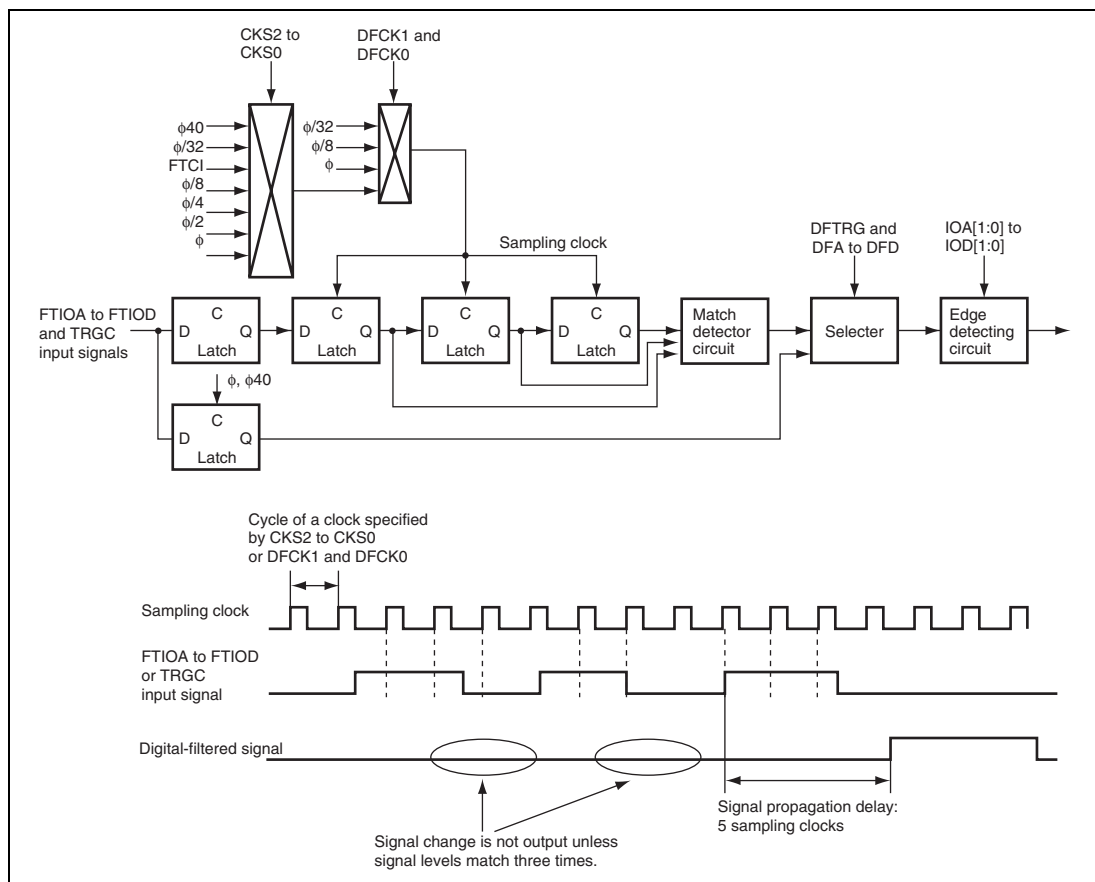 CKS2 to
CKS0
DFCK1 and
DFCK0
ϕ40
ϕ/32
FTCI
ϕ/8
ϕ/4
ϕ/2
ϕ
ϕ/32
ϕ/8
ϕ
Sampling clock
DFTRG and
DFA to DFD
IOA[1:0] to
IOD[1:0]
FTIOA to FTIOD
and TRGC
input signals
C
D Q
Latch
C
D Q
Latch
C
D Q
Latch
C
D Q
Latch
Match
detector
circuit
Selecter
Edge
detecting
circuit
ϕ, ϕ40
C
D Q
Latch
Cycle of a clock specified
by CKS2 to CKS0
or DFCK1 and DFCK0
Sampling clock
FTIOA to FTIOD
or TRGC
input signal
Digital-filtered signal
Signal propagation delay:
5 sampling clocks
Signal change is not output unless
signal levels match three times.